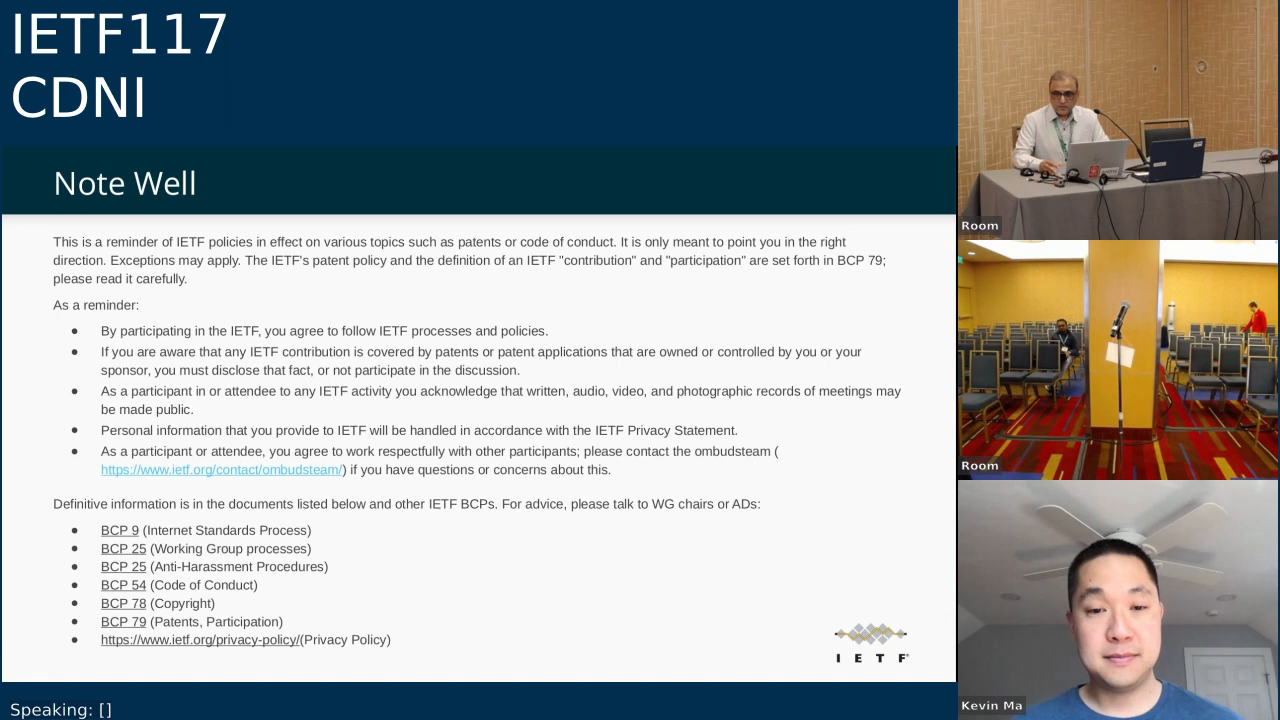 IETF117
CDNI
Note Well
This is a reminder of IETF policies in effect on various topics such as patents or code of conduct. It is only meant to point you in the right
direction. Exceptions may apply. The IETF's patent policy and the definition of an IETF "contribution" and "participation" are set forth in BCP 79;
please read it carefully.
As a reminder:
● By participating in the IETF, you agree to follow IETF processes and policies.
● If you are aware that any IETF contribution is covered by patents or patent applications that are owned or controlled by you or your
sponsor, you must disclose that fact, or not participate in the discussion.
● As a participant in or attendee to any IETF activity you acknowledge that written, audio, video, and photographic records of meetings may
be made public.
● Personal information that you provide to IETF will be handled in accordance with the IETF Privacy Statement.
● As a participant or attendee, you agree to work respectfully with other participants; please contact the ombudsteam (
https://www.ietf.org/contact/ombudsteam/) if you have questions or concerns about this.
Definitive information is in the documents listed below and other IETF BCPs. For advice, please talk to WG chairs or ADs:
● BCP 9 (Internet Standards Process)
● BCP 25 (Working Group processes)
● BCP 25 (Anti-Harassment Procedures)
● BCP 54 (Code of Conduct)
● BCP 78 (Copyright)
● BCP 79 (Patents, Participation)
● https://www.ietf.org/privacy-policy/(Privacy Policy)
I E T F®
Speaking: []
Room
Room
Kevin Ma